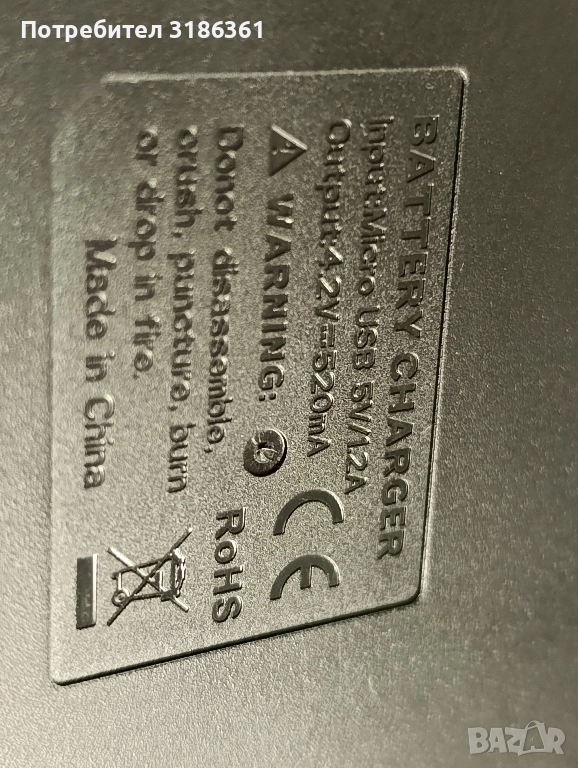 Потребител 3186361
BATTERY CHARGER
Input:Micro USB 5V/1.2A
Output:4.2V⎓520mA
WARNING:
Donot disassemble,
crush, puncture, burn
or drop in fire.
Made in China
CE
RoHS
BAZAR